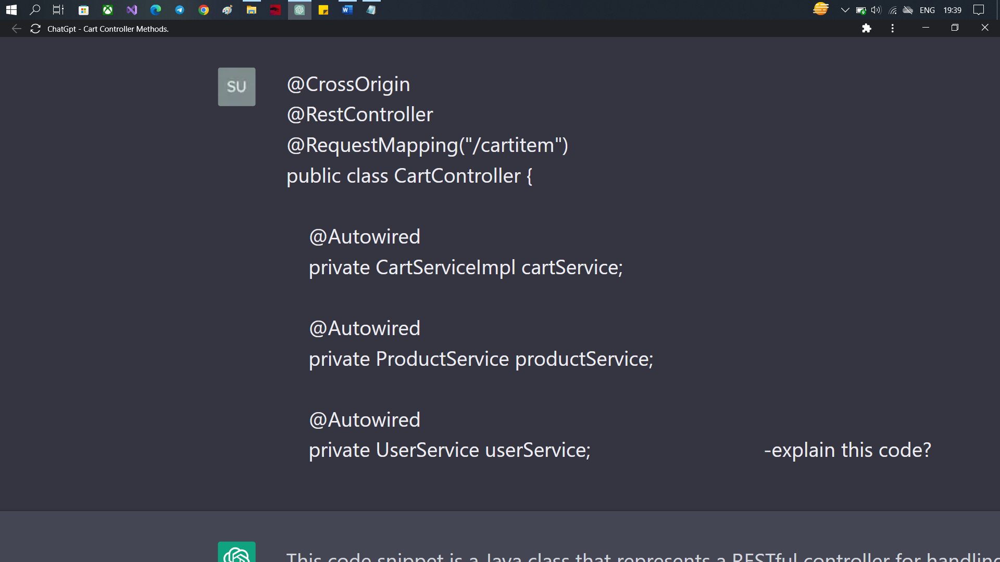 ENG 19:39
ChatGpt - Cart Controller Methods.
SU
@CrossOrigin
@RestController
@RequestMapping("/cartitem")
public class CartController {
@Autowired
private CartServiceImpl cartService;
@Autowired
private ProductService productService;
@Autowired
private UserService userService; -explain this code?
This code snippet is a Java class that represents a RESTful controller for handling